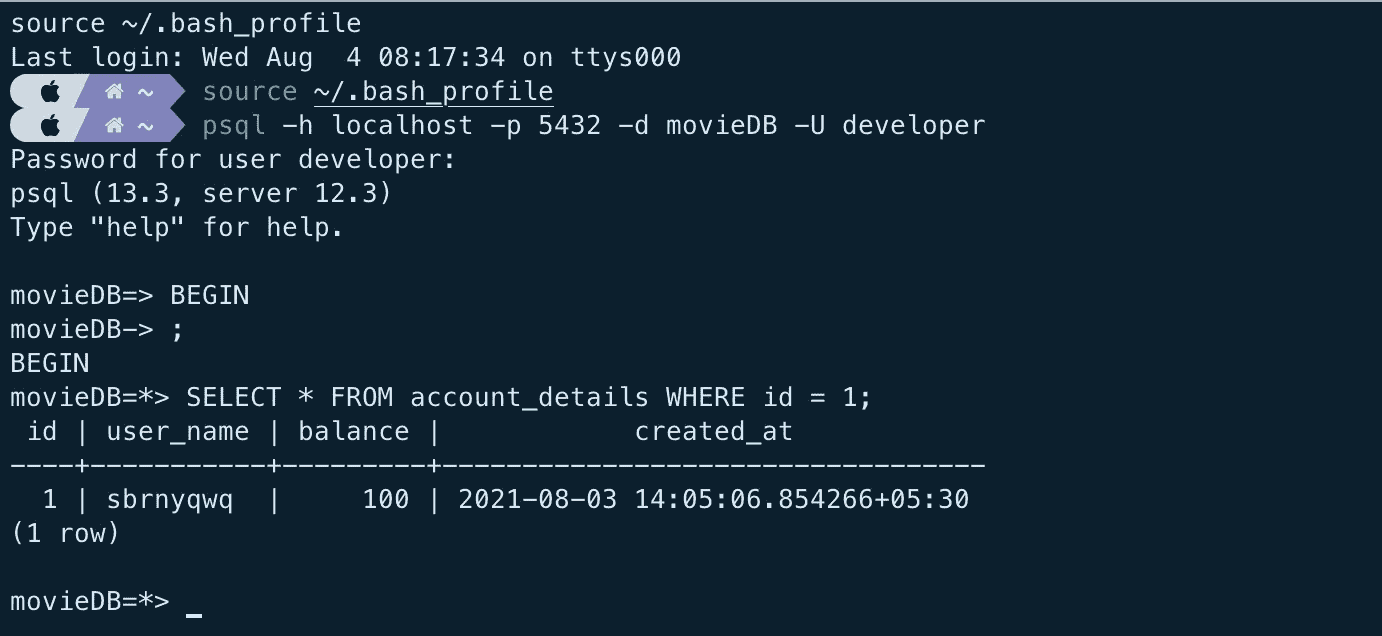 source ~/.bash_profile
Last login: Wed Aug  4 08:17:34 on ttys000
~ source ~/.bash_profile
~ psql -h localhost -p 5432 -d movieDB -U developer
Password for user developer:
psql (13.3, server 12.3)
Type "help" for help.

movieDB=> BEGIN
movieDB-> ;
BEGIN
movieDB=*> SELECT * FROM account_details WHERE id = 1;
 id | user_name | balance |            created_at
----+-----------+---------+----------------------------------
  1 | sbrnyqwq  |     100 | 2021-08-03 14:05:06.854266+05:30
(1 row)

movieDB=*> _